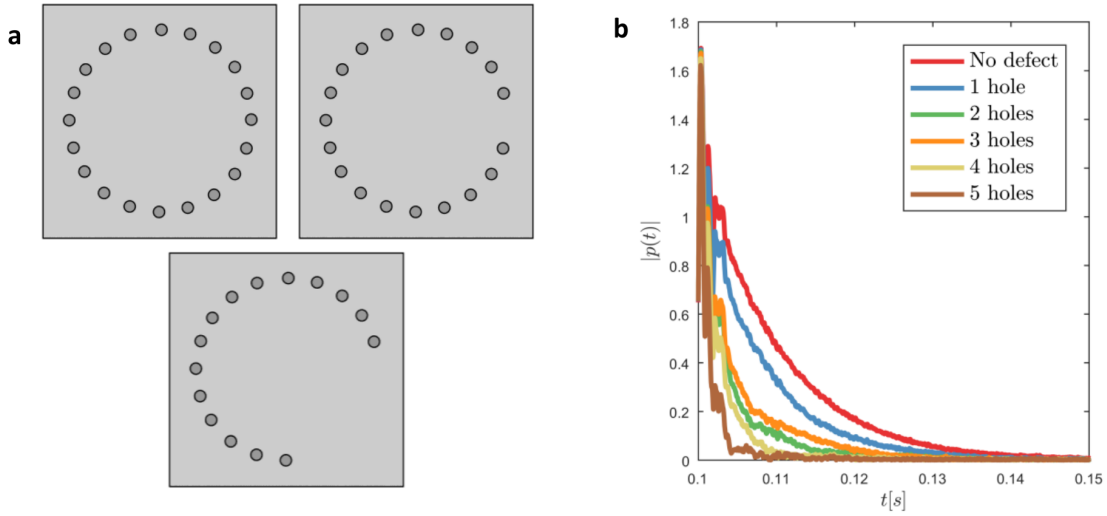 a
b
1.8
1.6
1.4
1.2
1
0.8
0.6
0.4
0.2
0
|p(t)|
No defect
1 hole
2 holes
3 holes
4 holes
5 holes
0.1 0.11 0.12 0.13 0.14 0.15
t[s]